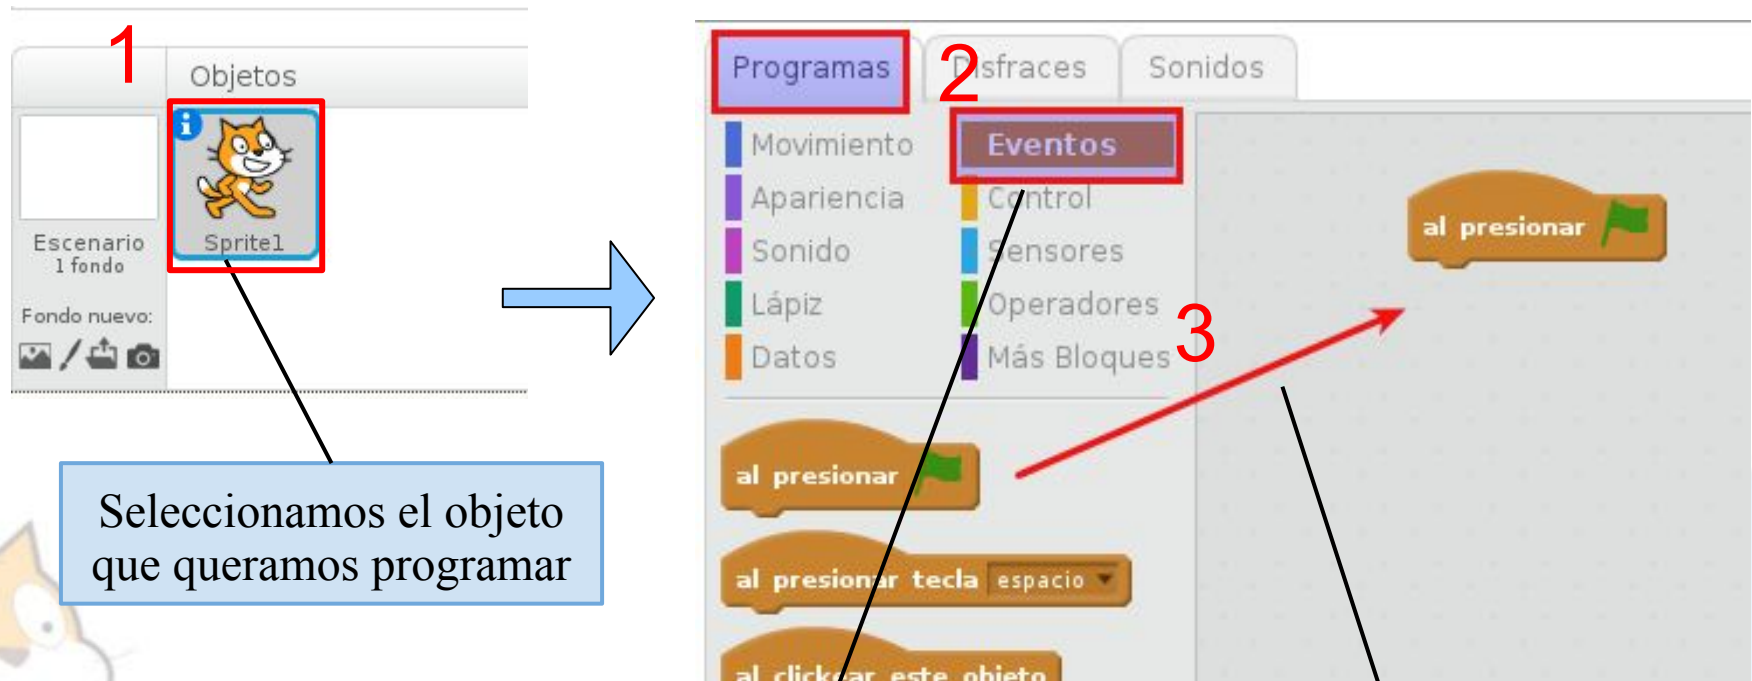 1
Objetos
Escenario
1 fondo
Sprite1
Fondo nuevo:
Seleccionamos el objeto
que queramos programar
2
Programas
Disfraces
Sonidos
Movimiento
Eventos
Apariencia
Control
Sonido
Sensores
Lápiz
Operadores
Datos
Más Bloques
3
al presionar
al presionar
al presionar tecla espacio
al clickear este objeto